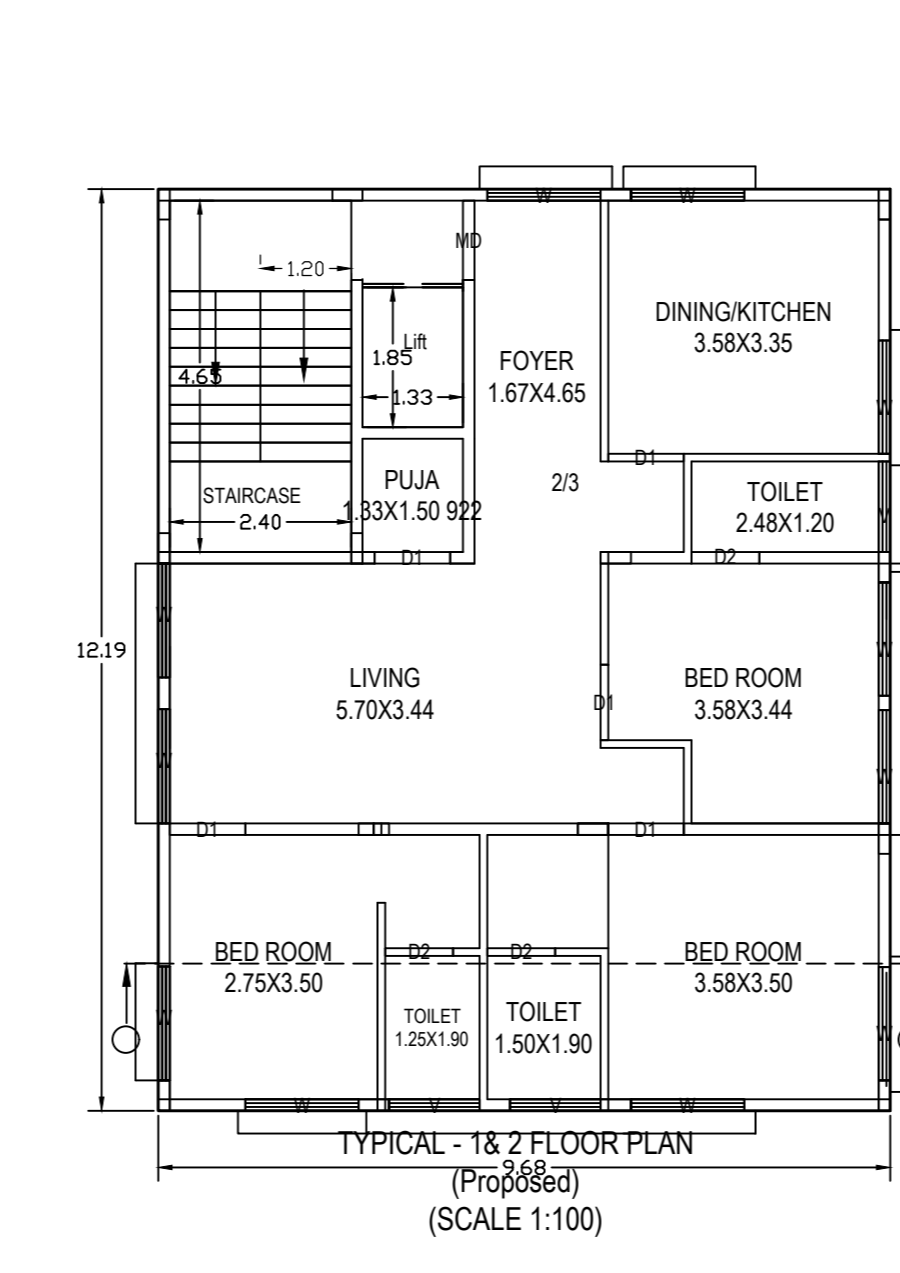 W
W
MD
1.20
DINING/KITCHEN
3.58X3.35
Lift
1.85
FOYER
1.67X4.65
4.65
1.33
W
D1
PUJA
1.33X1.50 922
2/3
TOILET
2.48X1.20
STAIRCASE
2.40
V
D1
D2
W
12.19
LIVING
5.70X3.44
D1
BED ROOM
3.58X3.44
W
W
W
D1
D1
BED ROOM
2.75X3.50
D2
D2
BED ROOM
3.58X3.50
TOILET
1.25X1.90
TOILET
1.50X1.90
W
W
W
V
V
W
TYPICAL - 1& 2 FLOOR PLAN
9.68
(Proposed)
(SCALE 1:100)